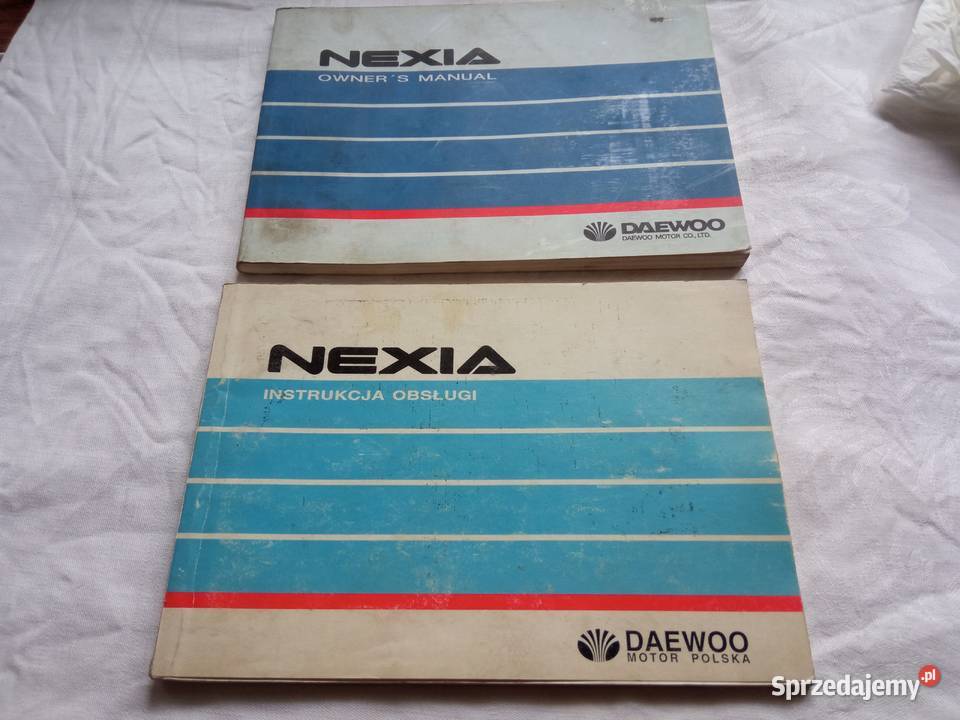 NEXIA
OWNER´S MANUAL
DAEWOO
DAEWOO MOTOR CO., LTD.
NEXIA
INSTRUKCJA OBSŁUGI
DAEWOO
MOTOR POLSKA
Sprzedajemy.pl